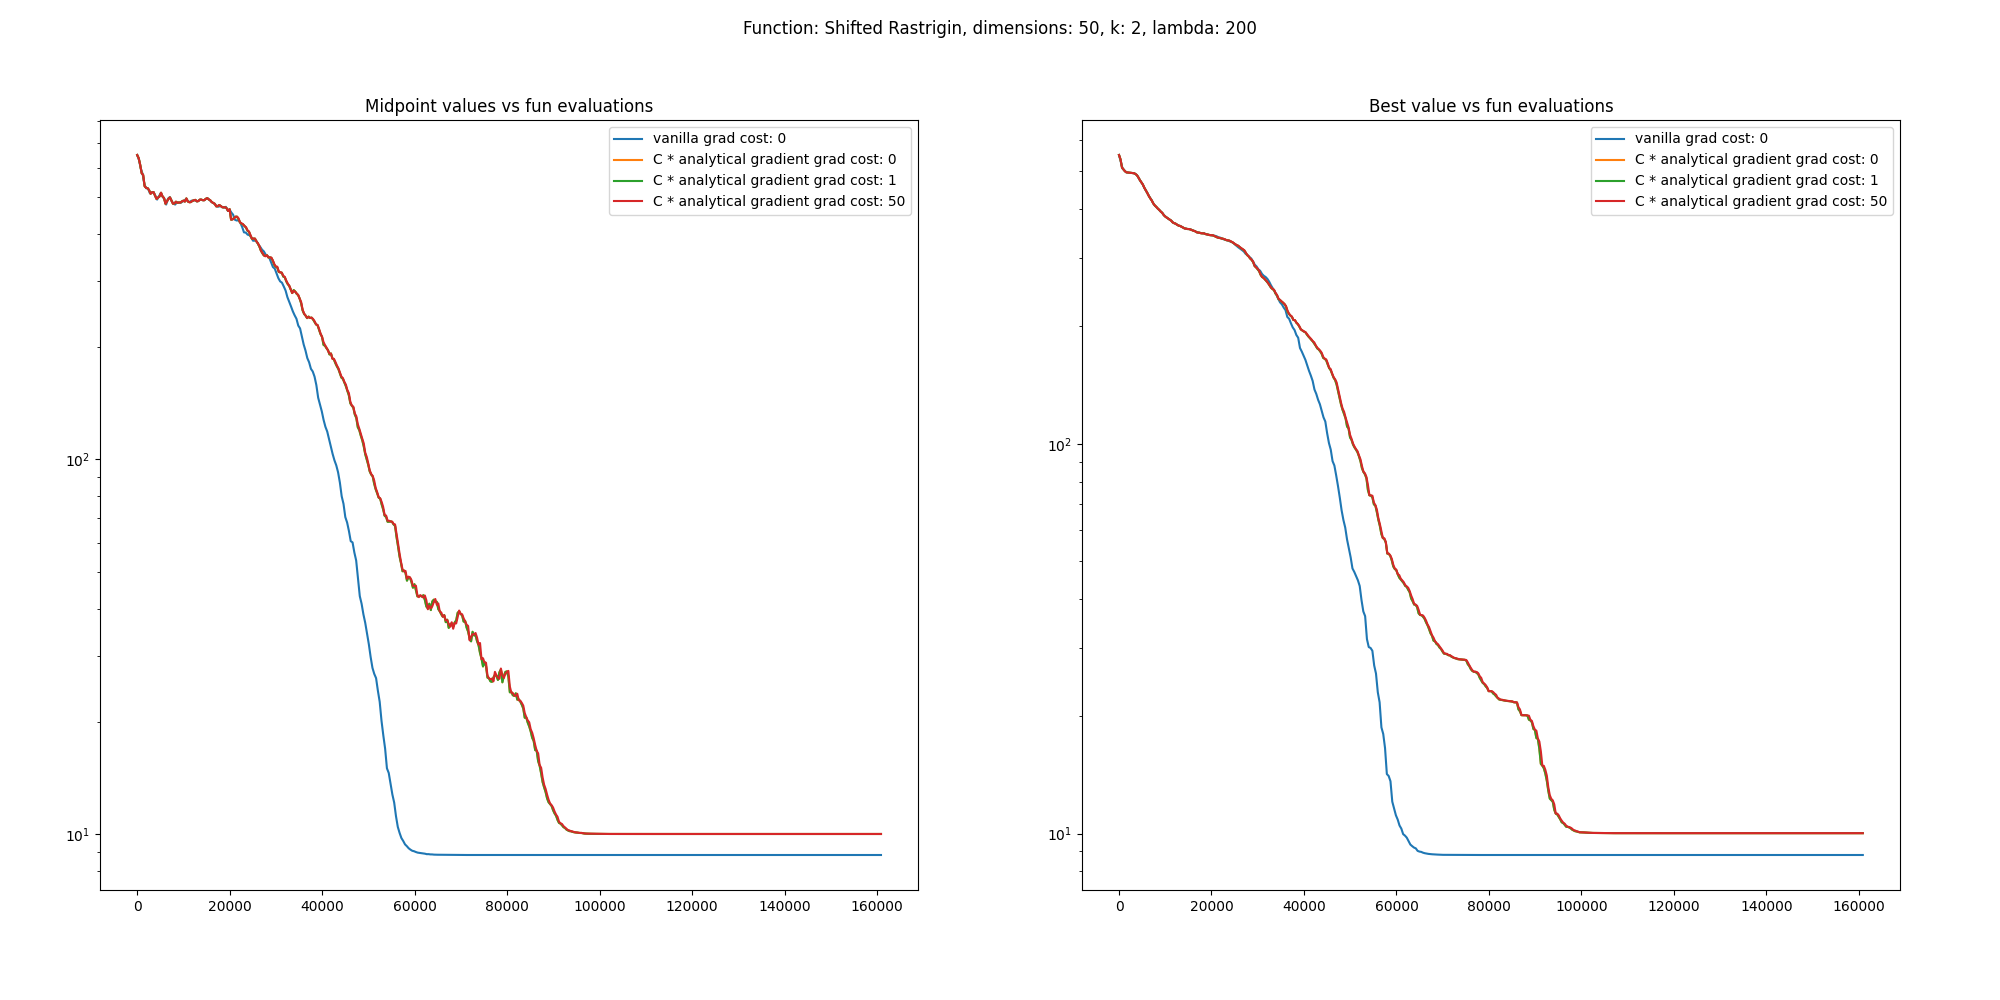 Function: Shifted Rastrigin, dimensions: 50, k: 2, lambda: 200
Midpoint values vs fun evaluations
vanilla grad cost: 0
C * analytical gradient grad cost: 0
C * analytical gradient grad cost: 1
C * analytical gradient grad cost: 50
10²
10¹
0 20000 40000 60000 80000 100000 120000 140000 160000
Best value vs fun evaluations
vanilla grad cost: 0
C * analytical gradient grad cost: 0
C * analytical gradient grad cost: 1
C * analytical gradient grad cost: 50
10²
10¹
0 20000 40000 60000 80000 100000 120000 140000 160000